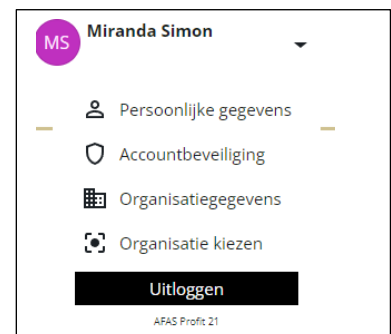 MS
Miranda Simon
Persoonlijke gegevens
Accountbeveiliging
Organisatiegegevens
Organisatie kiezen
Uitloggen
AFAS Profit 21